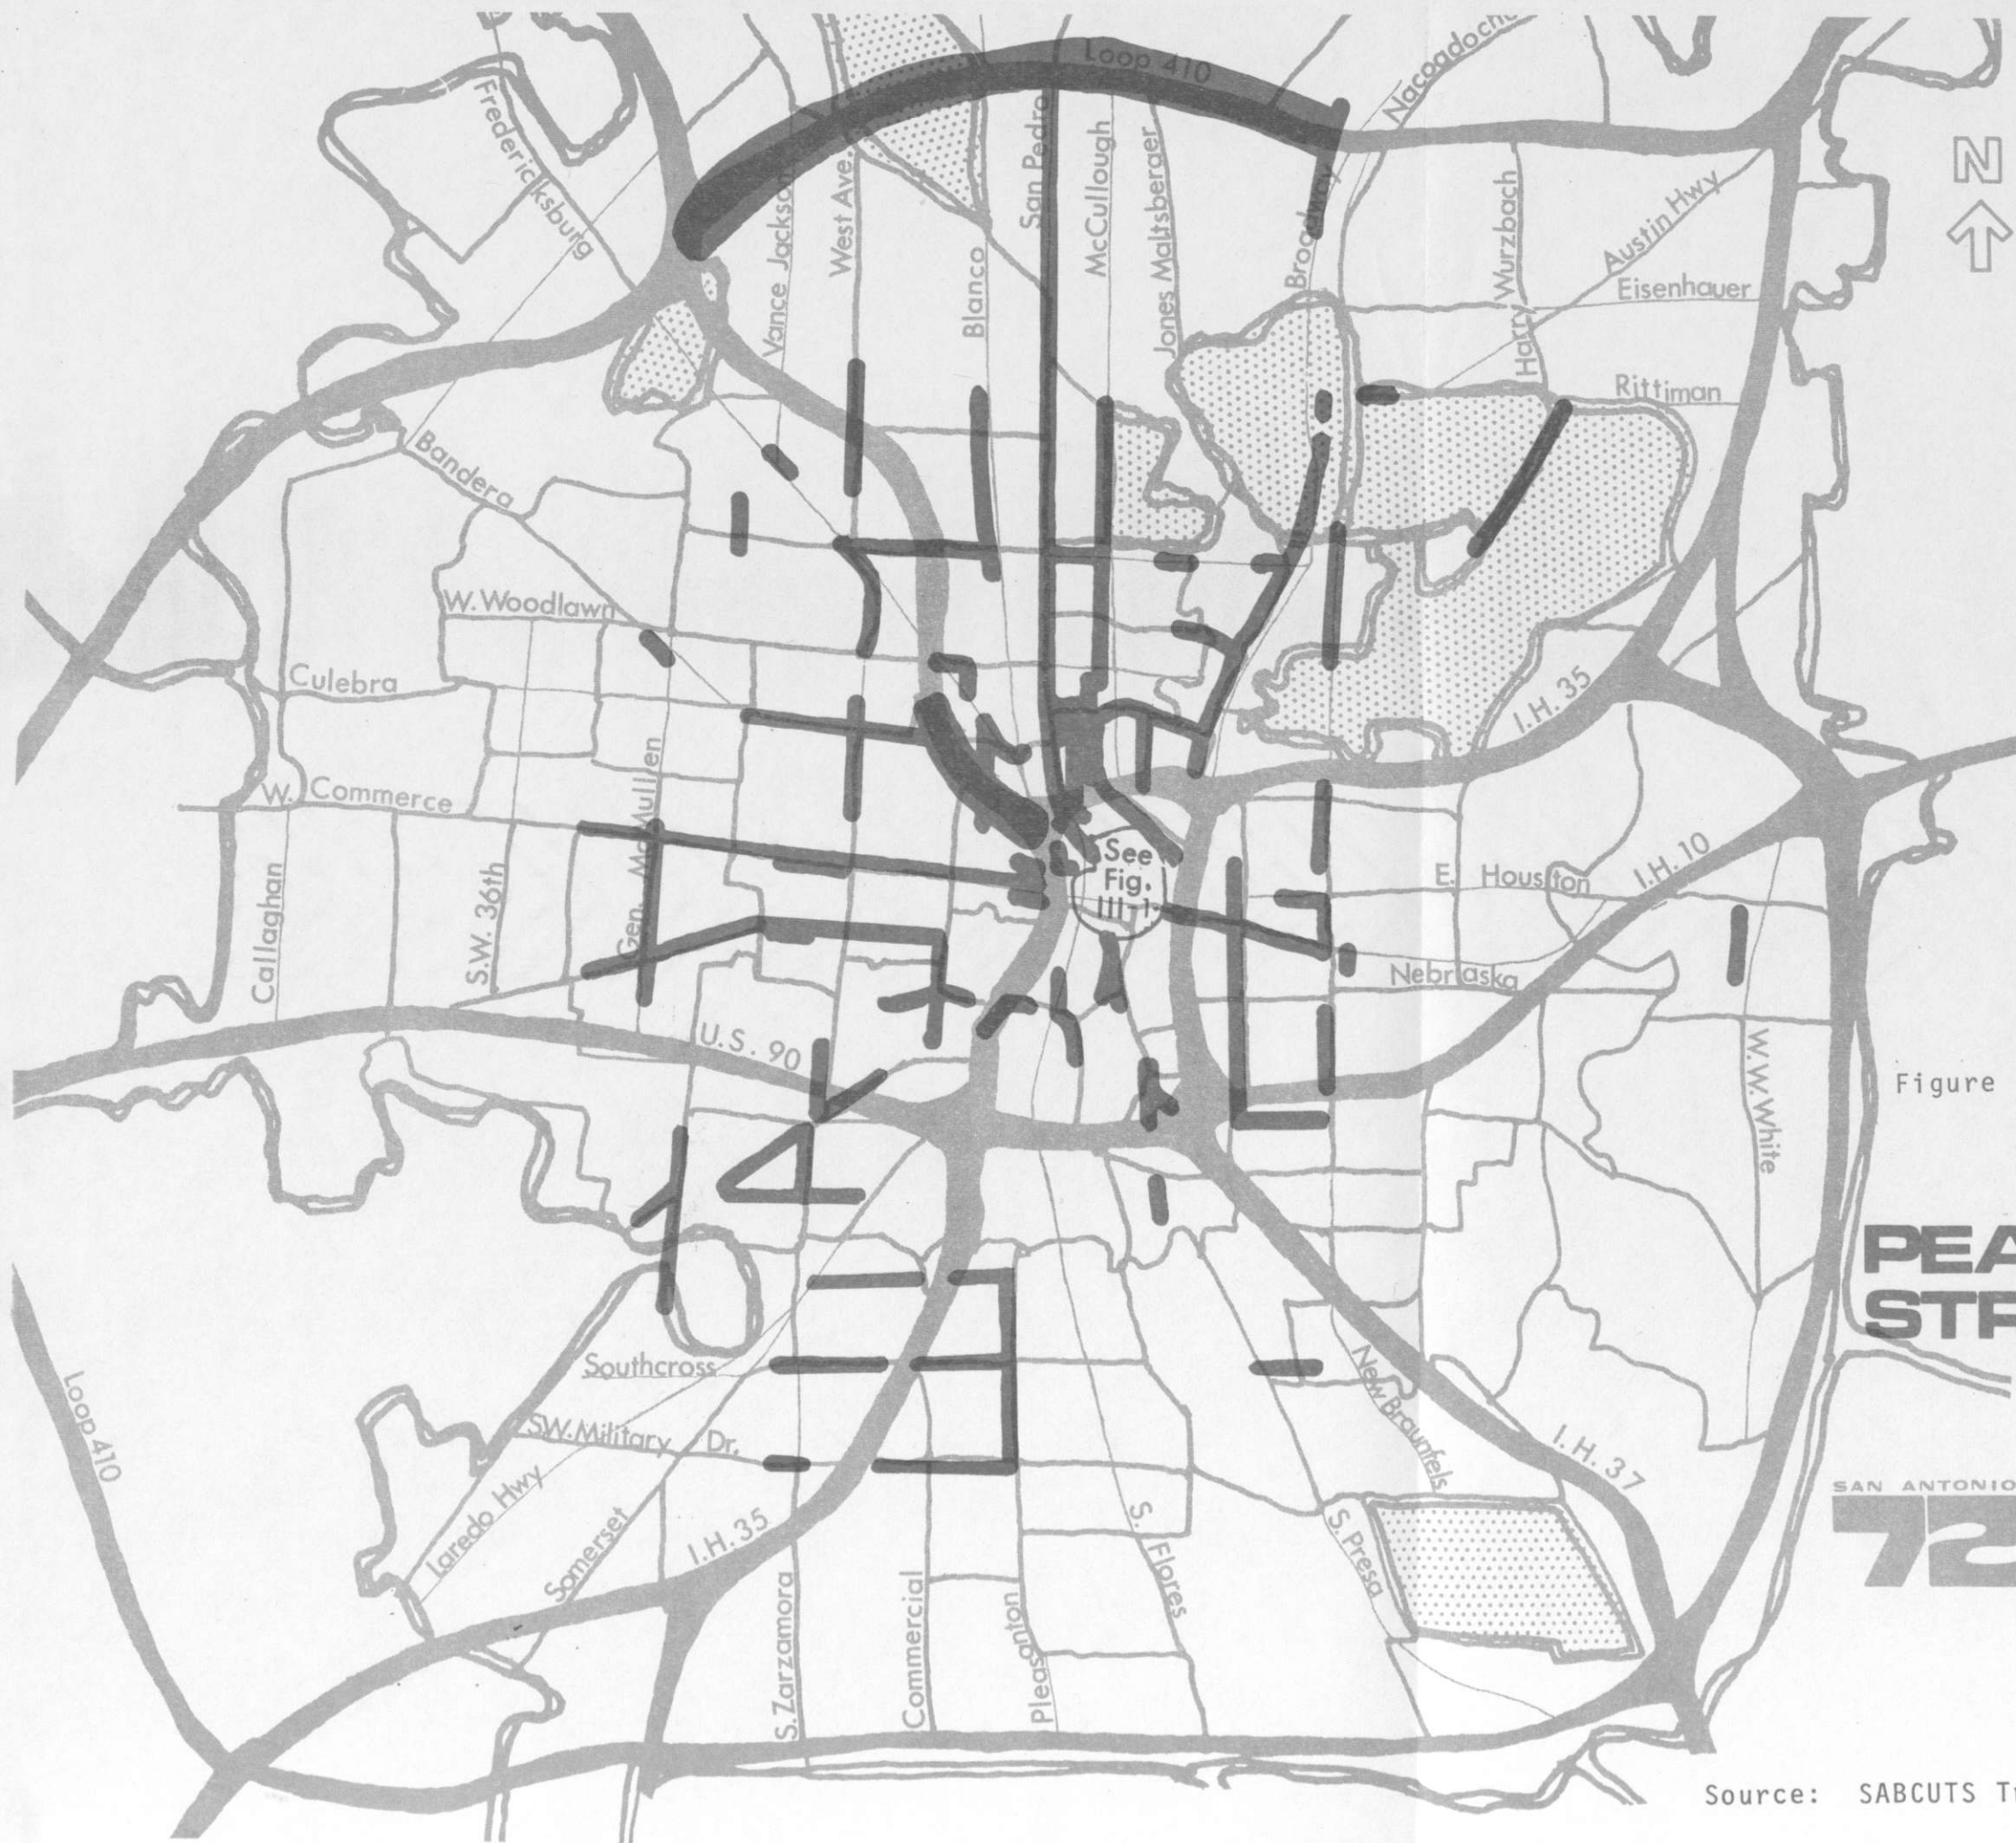 Loop 410
Nacogdoche
Fredericksburg
San Pedro
McCullough
Jones Maltsberger
Vance Jackson
West Ave.
Blanco
Broadway
Harry Wurzbach
Austin Hwy
Eisenhauer
Rittiman
N
Bandera
W. Woodlawn
Culebra
I.H. 35
W. Commerce
Gen. McMullen
Callaghan
S.W. 36th
See
Fig.
III-1
E. Houston
I.H. 10
Nebraska
U.S. 90
W.W. White
Figure
PEA
STR
Southcross
SW. Military Dr.
Loop 410
Laredo Hwy
Somerset
I.H. 35
S. Zarzamora
Commercial
Pleasanton
S. Flores
S. Presa
New Braunfels
I.H. 37
SAN ANTONIO
72
Source: SABCUTS Tr